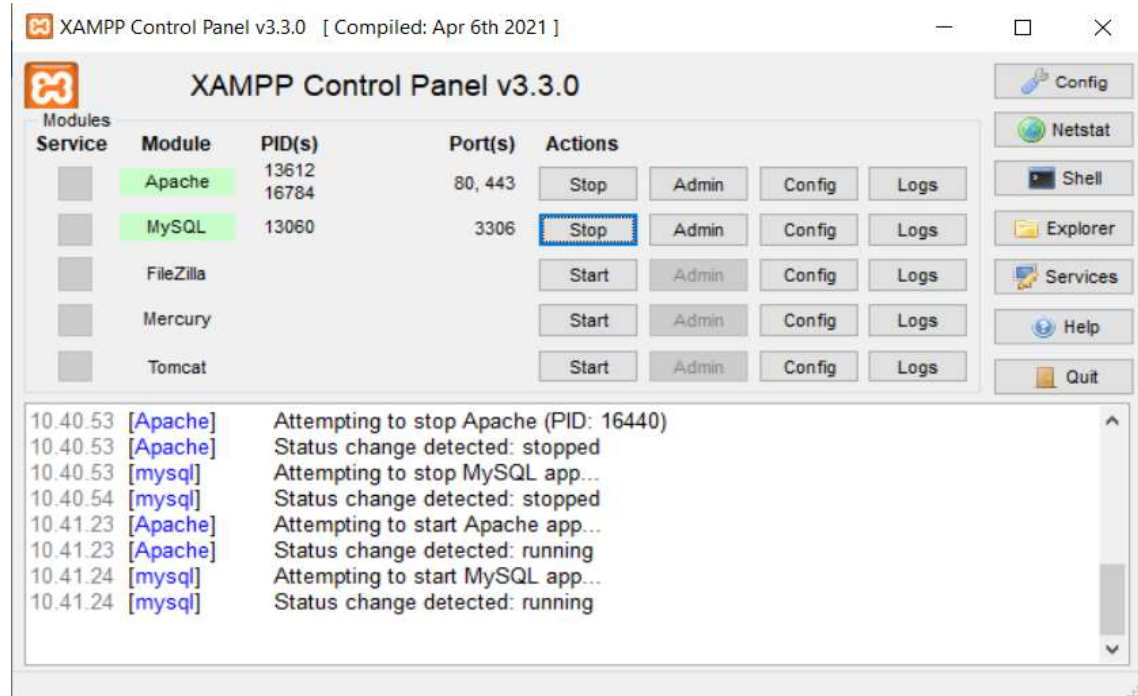 XAMPP Control Panel v3.3.0 [ Compiled: Apr 6th 2021 ]
XAMPP Control Panel v3.3.0
Config
Modules
Service Module PID(s) Port(s) Actions
Netstat
Apache 13612 16784 80, 443 Stop Admin Config Logs
Shell
MySQL 13060 3306 Stop Admin Config Logs
Explorer
FileZilla Start Admin Config Logs
Services
Mercury Start Admin Config Logs
Help
Tomcat Start Admin Config Logs
Quit
10.40.53 [Apache] Attempting to stop Apache (PID: 16440)
10.40.53 [Apache] Status change detected: stopped
10.40.53 [mysql] Attempting to stop MySQL app...
10.40.54 [mysql] Status change detected: stopped
10.41.23 [Apache] Attempting to start Apache app...
10.41.23 [Apache] Status change detected: running
10.41.24 [mysql] Attempting to start MySQL app...
10.41.24 [mysql] Status change detected: running